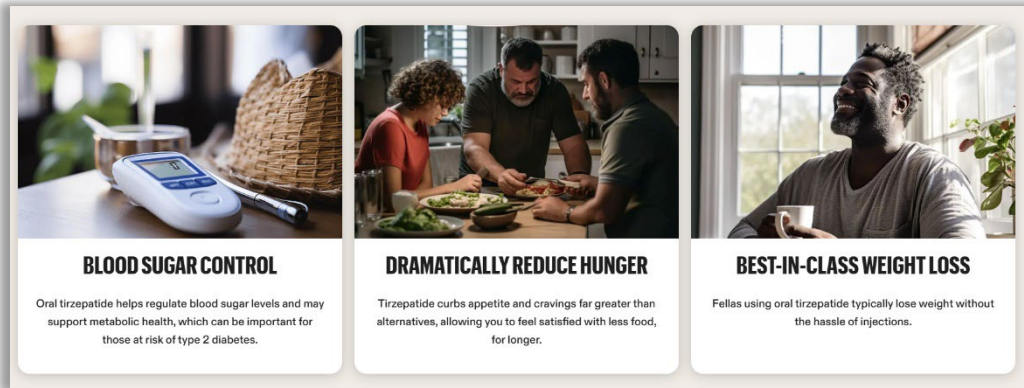 BLOOD SUGAR CONTROL
Oral tirzepatide helps regulate blood sugar levels and may
support metabolic health, which can be important for
those at risk of type 2 diabetes.
DRAMATICALLY REDUCE HUNGER
Tirzepatide curbs appetite and cravings far greater than
alternatives, allowing you to feel satisfied with less food,
for longer.
BEST-IN-CLASS WEIGHT LOSS
Fellas using oral tirzepatide typically lose weight without
the hassle of injections.